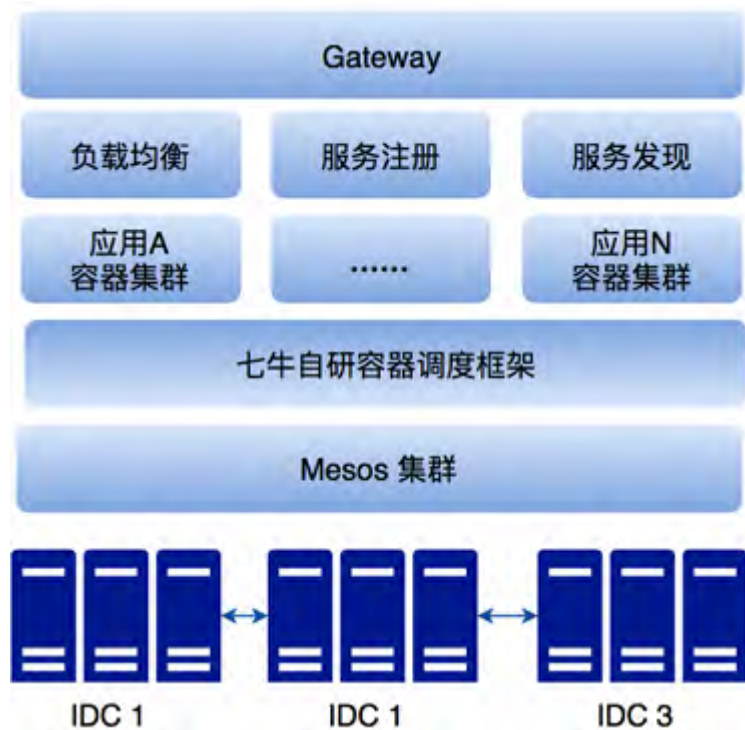 Gateway
负载均衡
服务注册
服务发现
应用A
容器集群
......
应用N
容器集群
七牛自研容器调度框架
Mesos 集群
IDC 1
IDC 1
IDC 3